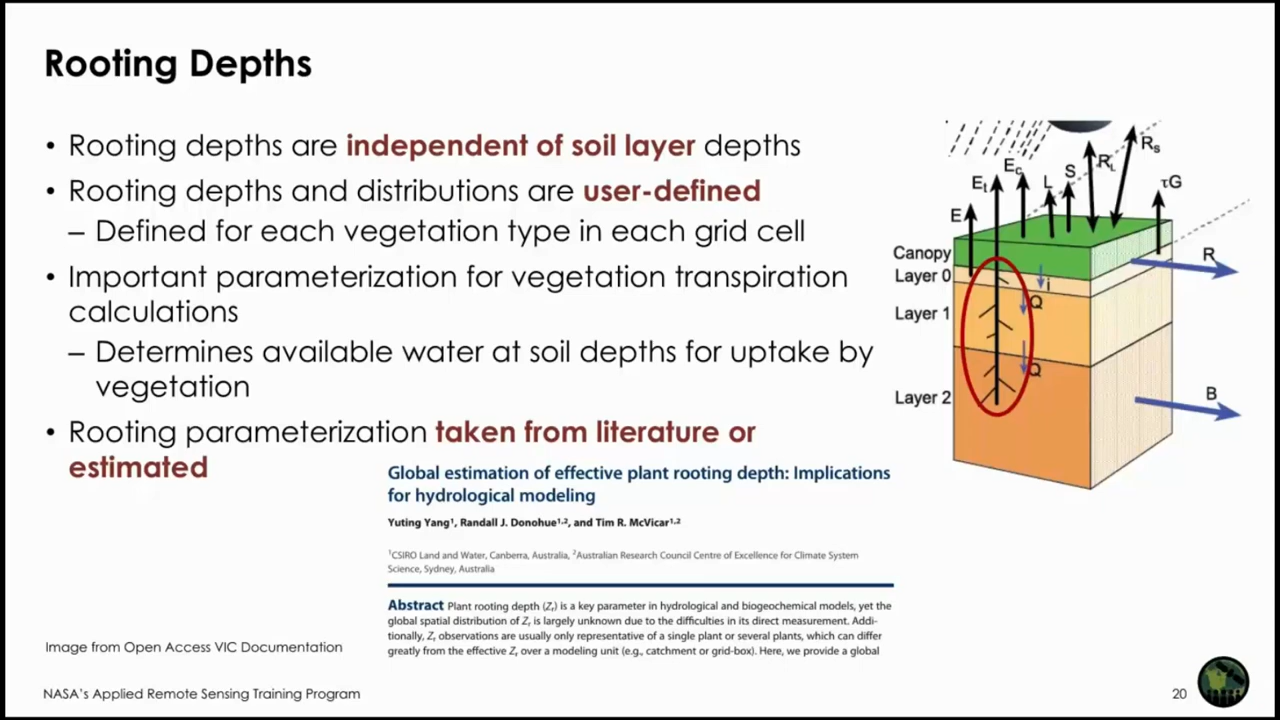 Rooting Depths
• Rooting depths are independent of soil layer depths
• Rooting depths and distributions are user-defined
– Defined for each vegetation type in each grid cell
• Important parameterization for vegetation transpiration
calculations
– Determines available water at soil depths for uptake by
vegetation
• Rooting parameterization taken from literature or
estimated
Et
Ec
L
S
RL
Rs
τG
E
Canopy
Layer 0
i
R
Layer 1
Q
Q
Layer 2
B
Global estimation of effective plant rooting depth: Implications
for hydrological modeling
Yuting Yang¹, Randall J. Donohue¹,², and Tim R. McVicar¹,²
¹CSIRO Land and Water, Canberra, Australia, ²Australian Research Council Centre of Excellence for Climate System
Science, Sydney, Australia
Abstract Plant rooting depth (Zr) is a key parameter in hydrological and biogeochemical models, yet the
global spatial distribution of Zr is largely unknown due to the difficulties in its direct measurement. Addi-
tionally, Zr observations are usually only representative of a single plant or several plants, which can differ
greatly from the effective Zr over a modeling unit (e.g., catchment or grid-box). Here, we provide a global
Image from Open Access VIC Documentation
NASA's Applied Remote Sensing Training Program
20